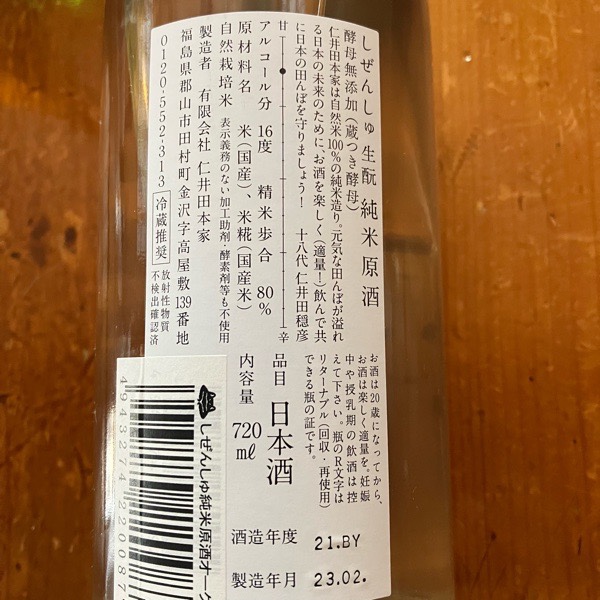 しぜんしゅ生酛 純米原酒
酵母無添加(蔵つき酵母)
仁井田本家は自然米100%の純米造り。元気な田んぼが溢れ
る日本の未来のために、お酒を楽しく(適量!)飲んで共
に日本の田んぼを守りましょう! 十八代 仁井田穏彦
甘 辛
アルコール分 16度 精米歩合 80%
原材料名 米(国産)、米糀(国産米)
自然栽培米 表示義務のない加工助剤・酵素剤等も不使用
製造者 有限会社 仁井田本家
福島県郡山市田村町金沢字高屋敷139番地
0120-552-313 冷蔵推奨 放射性物質
不検出確認済
お酒は20歳になってから、
お酒は楽しく適量を。妊娠
中や授乳期の飲酒は控
えて下さい。瓶のR文字は
リターナブル(回収・再使用)
できる瓶の証です。
品目 日本酒
内容量 720ml
酒造年度 21.BY
製造年月 23.02.
しぜんしゅ純米原酒オーク
4943274220087